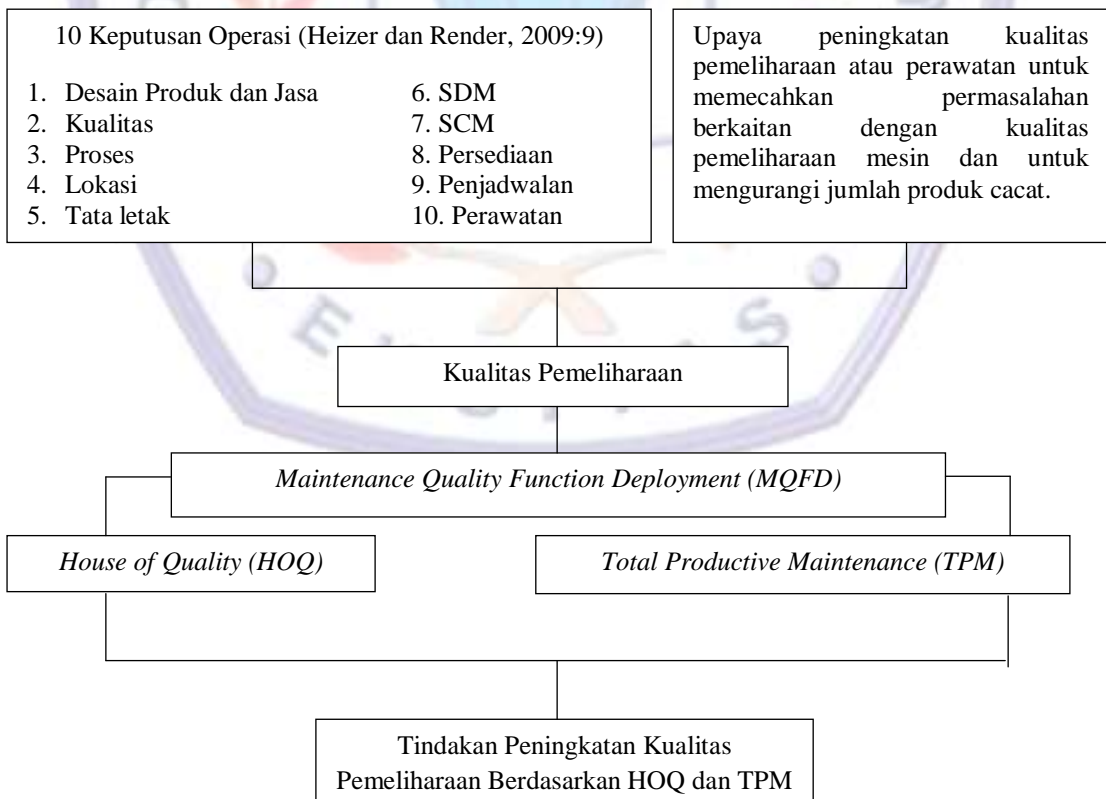 10 Keputusan Operasi (Heizer dan Render, 2009:9)
1. Desain Produk dan Jasa
2. Kualitas
3. Proses
4. Lokasi
5. Tata letak
6. SDM
7. SCM
8. Persediaan
9. Penjadwalan
10. Perawatan
Upaya peningkatan kualitas
pemeliharaan atau perawatan untuk
memecahkan permasalahan
berkaitan dengan kualitas
pemeliharaan mesin dan untuk
mengurangi jumlah produk cacat.
Kualitas Pemeliharaan
Maintenance Quality Function Deployment (MQFD)
House of Quality (HOQ)
Total Productive Maintenance (TPM)
Tindakan Peningkatan Kualitas
Pemeliharaan Berdasarkan HOQ dan TPM